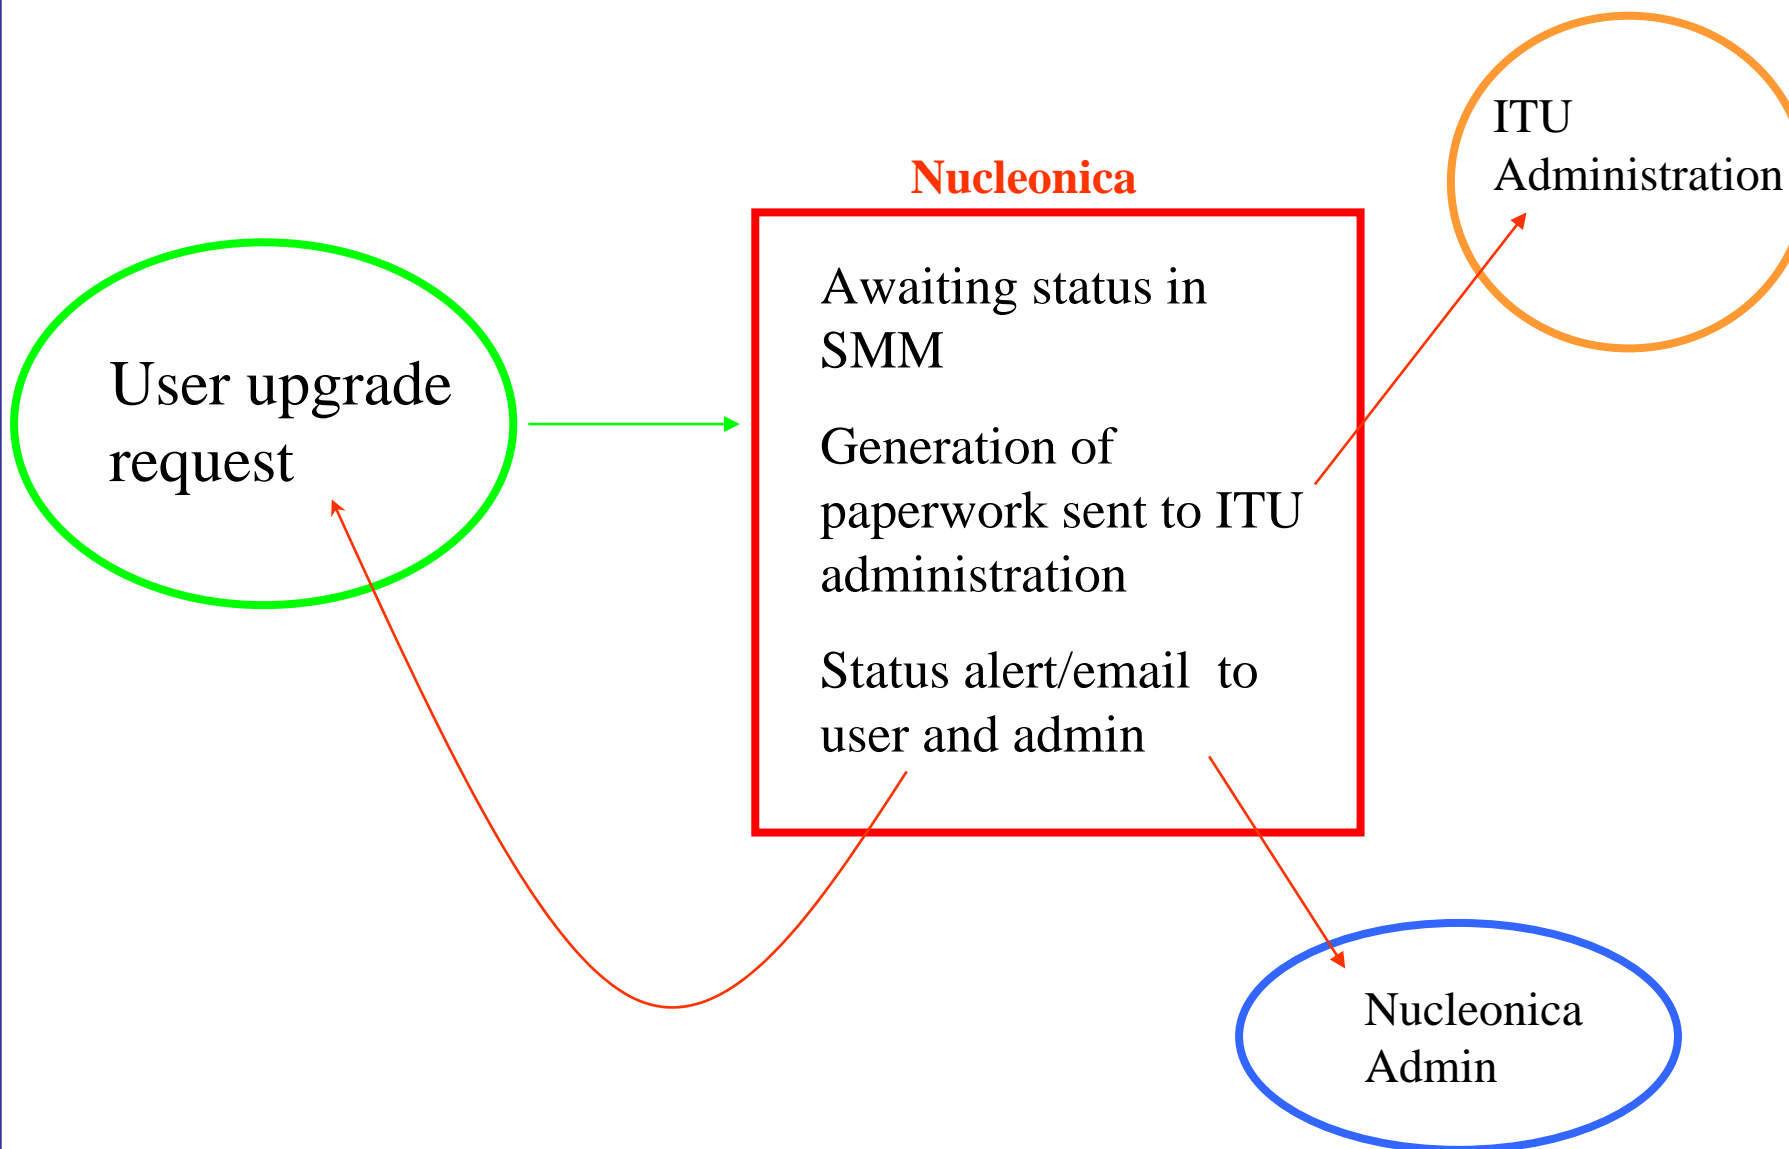 ITU
Administration
Nucleonica
Awaiting status in
SMM
User upgrade
request
Generation of
paperwork sent to ITU
administration
Status alert/email  to
user and admin
Nucleonica
Admin